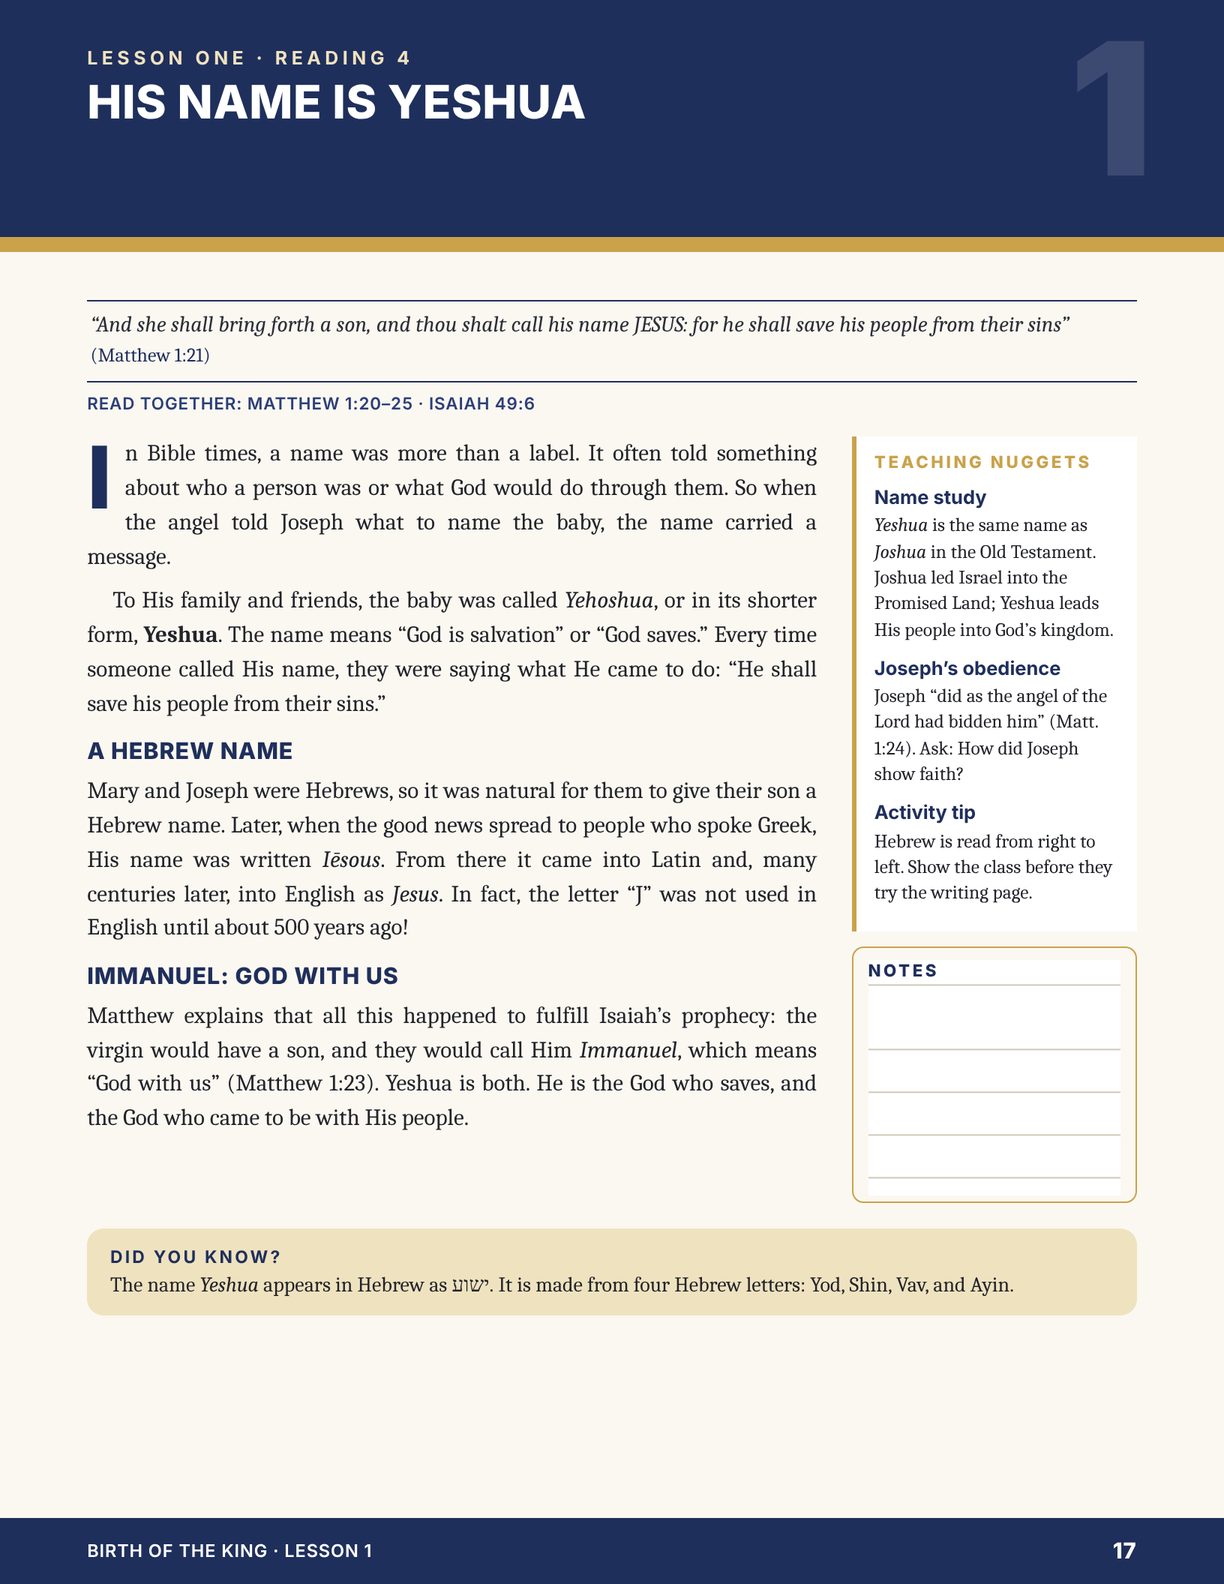 LESSON ONE · READING 4
HIS NAME IS YESHUA
1
“And she shall bring forth a son, and thou shalt call his name JESUS: for he shall save his people from their sins”
(Matthew 1:21)
READ TOGETHER: MATTHEW 1:20–25 · ISAIAH 49:6
In Bible times, a name was more than a label. It often told something
about who a person was or what God would do through them. So when
the angel told Joseph what to name the baby, the name carried a
message.
To His family and friends, the baby was called Yehoshua, or in its shorter
form, Yeshua. The name means “God is salvation” or “God saves.” Every time
someone called His name, they were saying what He came to do: “He shall
save his people from their sins.”
A HEBREW NAME
Mary and Joseph were Hebrews, so it was natural for them to give their son a
Hebrew name. Later, when the good news spread to people who spoke Greek,
His name was written Iēsous. From there it came into Latin and, many
centuries later, into English as Jesus. In fact, the letter “J” was not used in
English until about 500 years ago!
IMMANUEL: GOD WITH US
Matthew explains that all this happened to fulfill Isaiah’s prophecy: the
virgin would have a son, and they would call Him Immanuel, which means
“God with us” (Matthew 1:23). Yeshua is both. He is the God who saves, and
the God who came to be with His people.
TEACHING NUGGETS
Name study
Yeshua is the same name as
Joshua in the Old Testament.
Joshua led Israel into the
Promised Land; Yeshua leads
His people into God’s kingdom.
Joseph’s obedience
Joseph “did as the angel of the
Lord had bidden him” (Matt.
1:24). Ask: How did Joseph
show faith?
Activity tip
Hebrew is read from right to
left. Show the class before they
try the writing page.
NOTES
DID YOU KNOW?
The name Yeshua appears in Hebrew as ישוע. It is made from four Hebrew letters: Yod, Shin, Vav, and Ayin.
BIRTH OF THE KING · LESSON 1
17